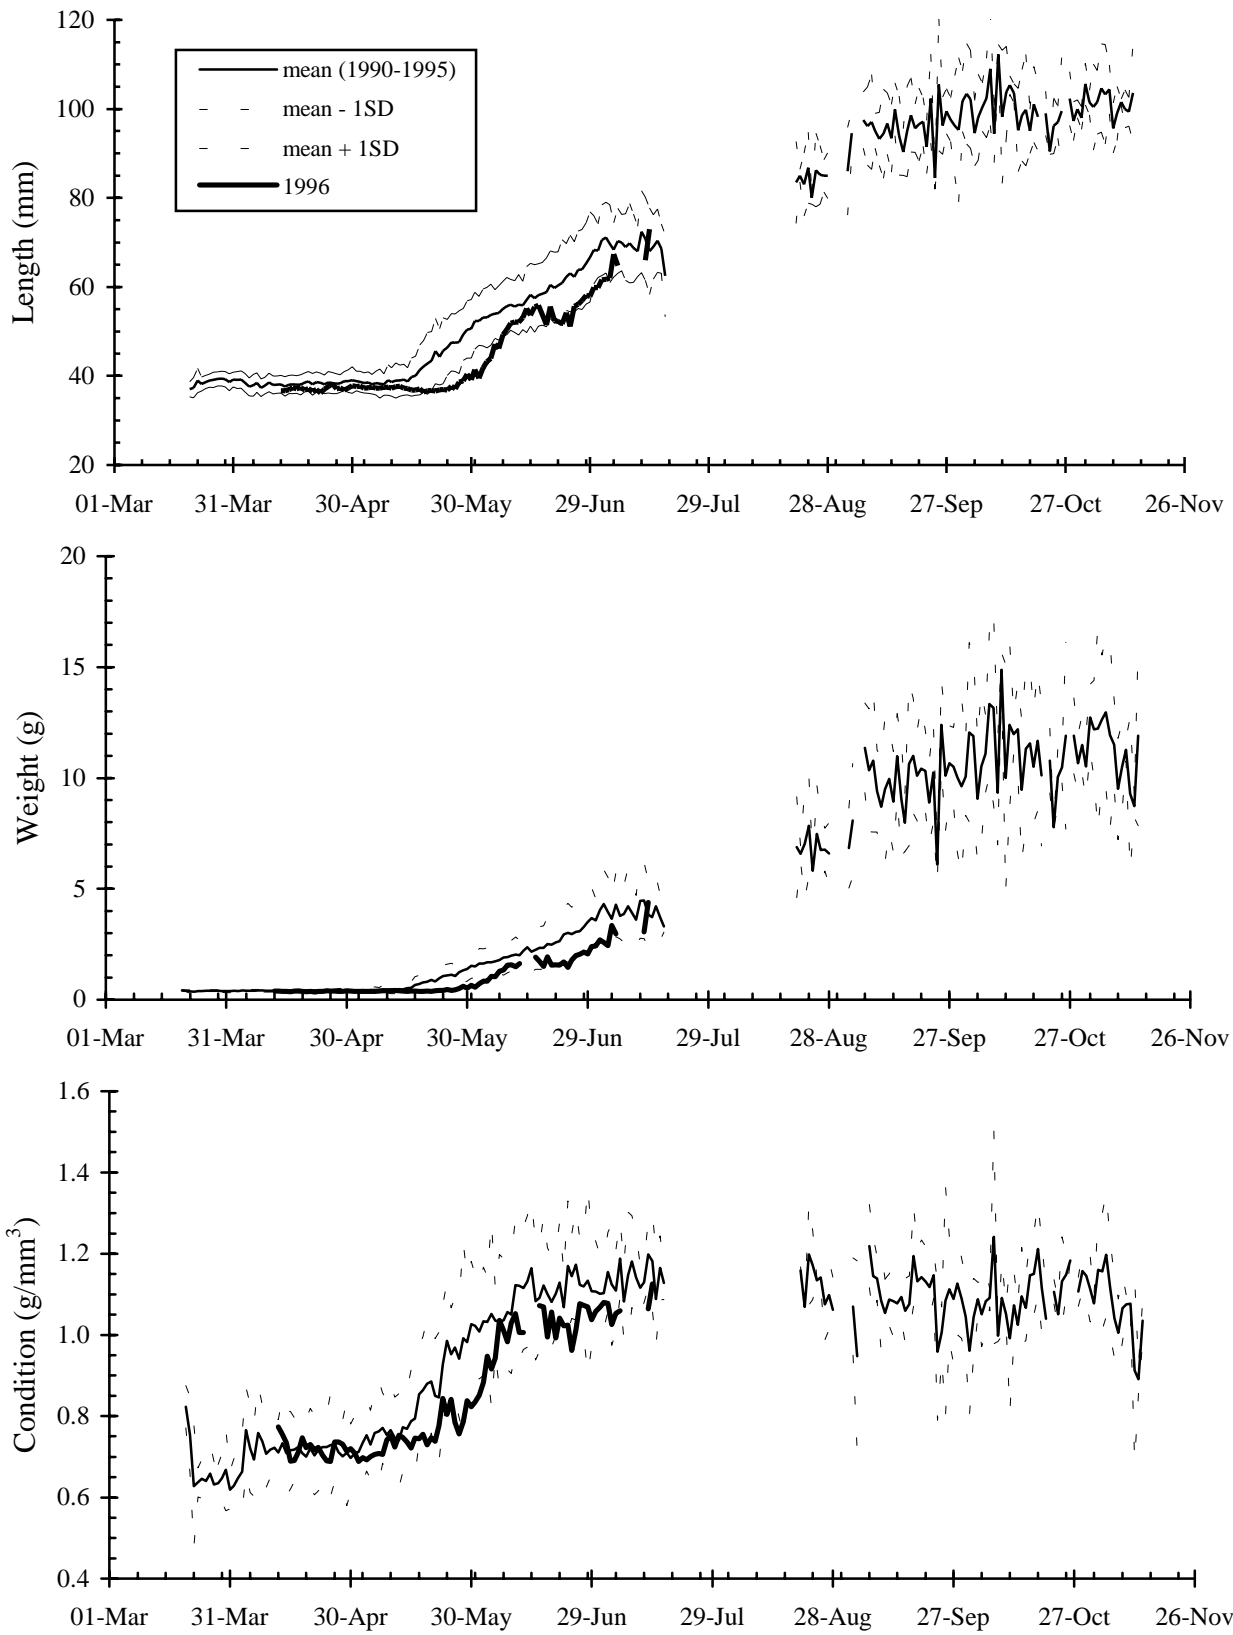 120
100
80
60
40
20
Length (mm)
mean (1990-1995)
mean - 1SD
mean + 1SD
1996
01-Mar 31-Mar 30-Apr 30-May 29-Jun 29-Jul 28-Aug 27-Sep 27-Oct 26-Nov
20
15
10
5
0
Weight (g)
01-Mar 31-Mar 30-Apr 30-May 29-Jun 29-Jul 28-Aug 27-Sep 27-Oct 26-Nov
1.6
1.4
1.2
1.0
0.8
0.6
0.4
Condition (g/mm³)
01-Mar 31-Mar 30-Apr 30-May 29-Jun 29-Jul 28-Aug 27-Sep 27-Oct 26-Nov